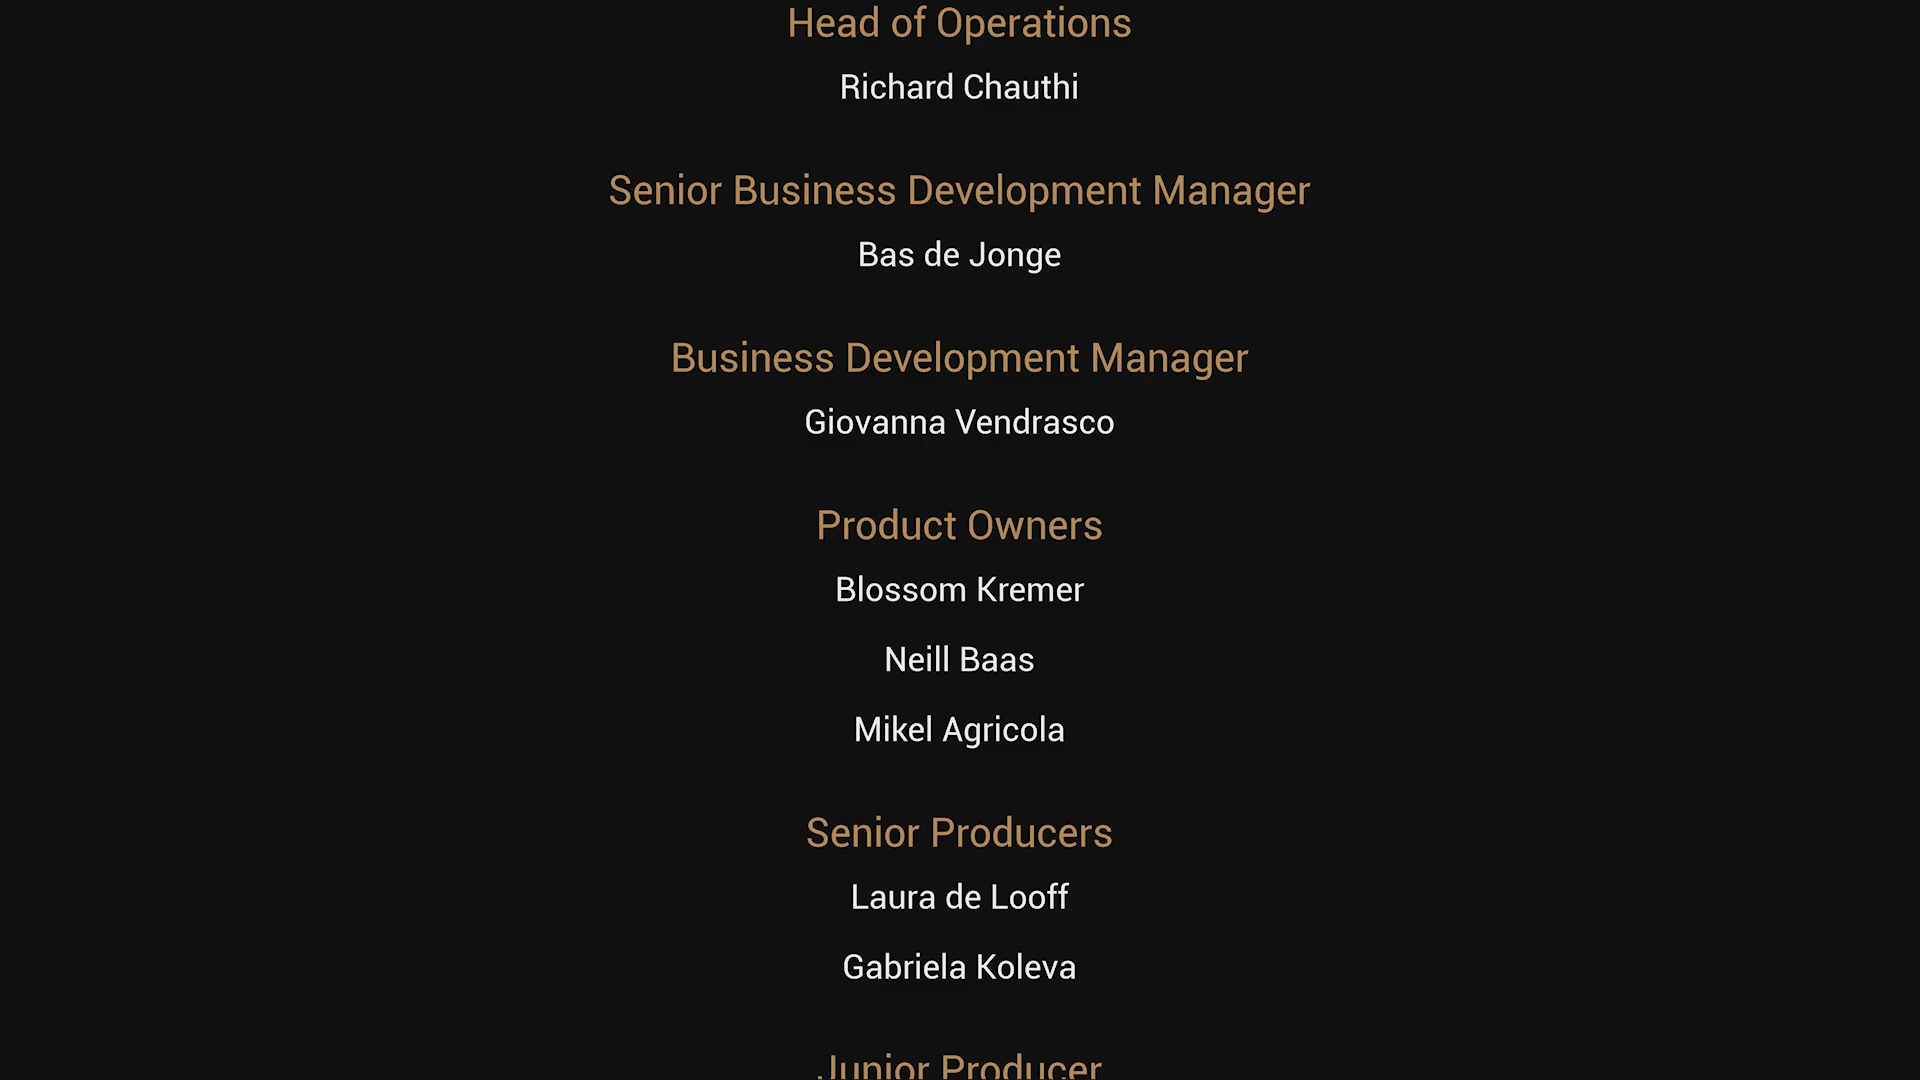 Head of Operations
Richard Chauthi
Senior Business Development Manager
Bas de Jonge
Business Development Manager
Giovanna Vendrasco
Product Owners
Blossom Kremer
Neill Baas
Mikel Agricola
Senior Producers
Laura de Looff
Gabriela Koleva
Junior Producer